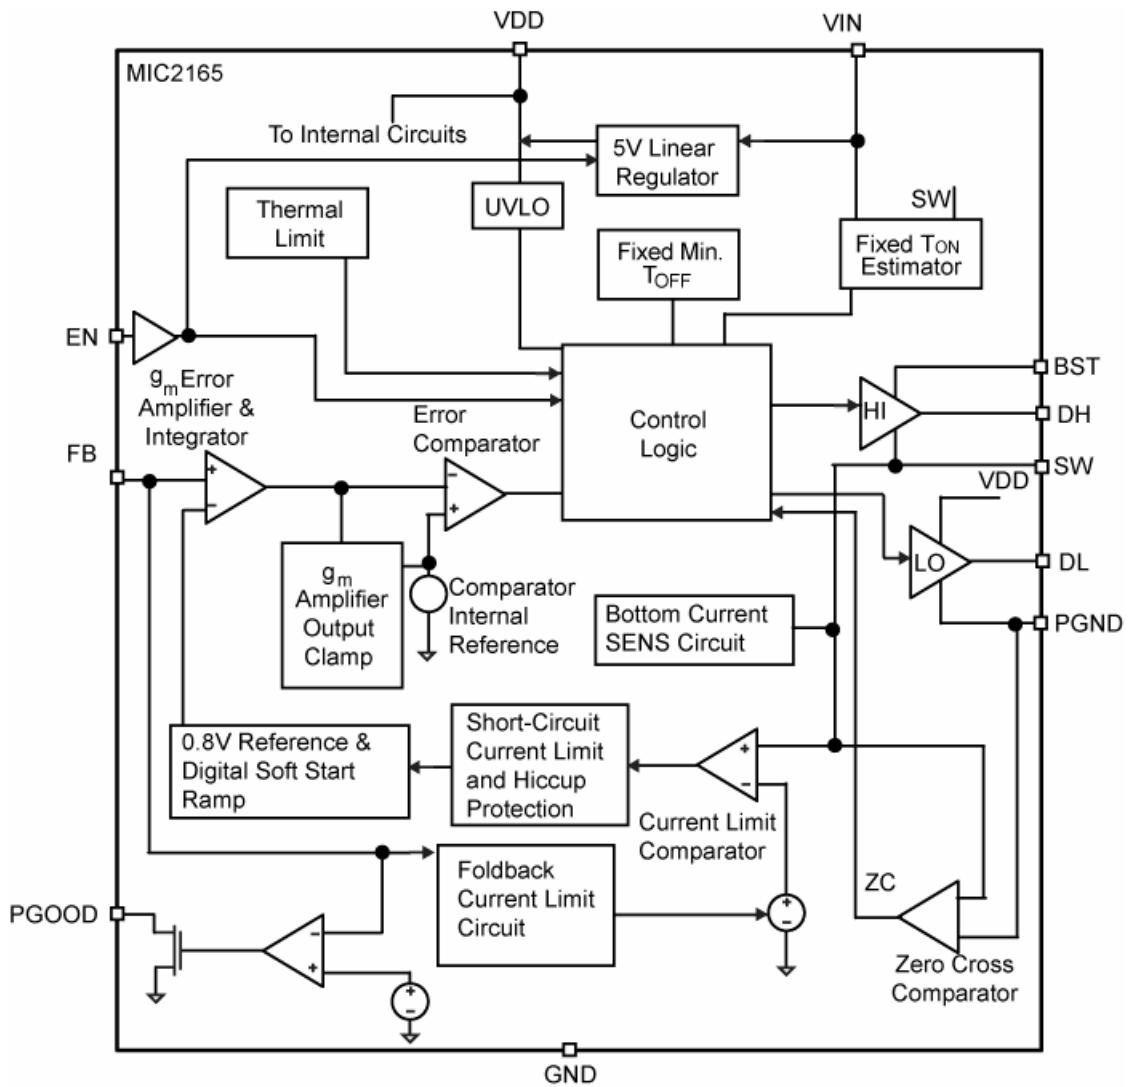 VDD
VIN
MIC2165
To Internal Circuits
5V Linear
Regulator
SW
Thermal
Limit
UVLO
Fixed Min.
TOFF
Fixed TON
Estimator
EN
gm Error
Amplifier &
Integrator
Error
Comparator
Control
Logic
HI
BST
DH
FB
+
−
−
+
SW
VDD
LO
DL
gm
Amplifier
Output
Clamp
Comparator
Internal
Reference
Bottom Current
SENS Circuit
PGND
0.8V Reference &
Digital Soft Start
Ramp
Short-Circuit
Current Limit
and Hiccup
Protection
+
−
Current Limit
Comparator
Foldback
Current Limit
Circuit
ZC
+
−
PGOOD
−
+
+
−
Zero Cross
Comparator
GND